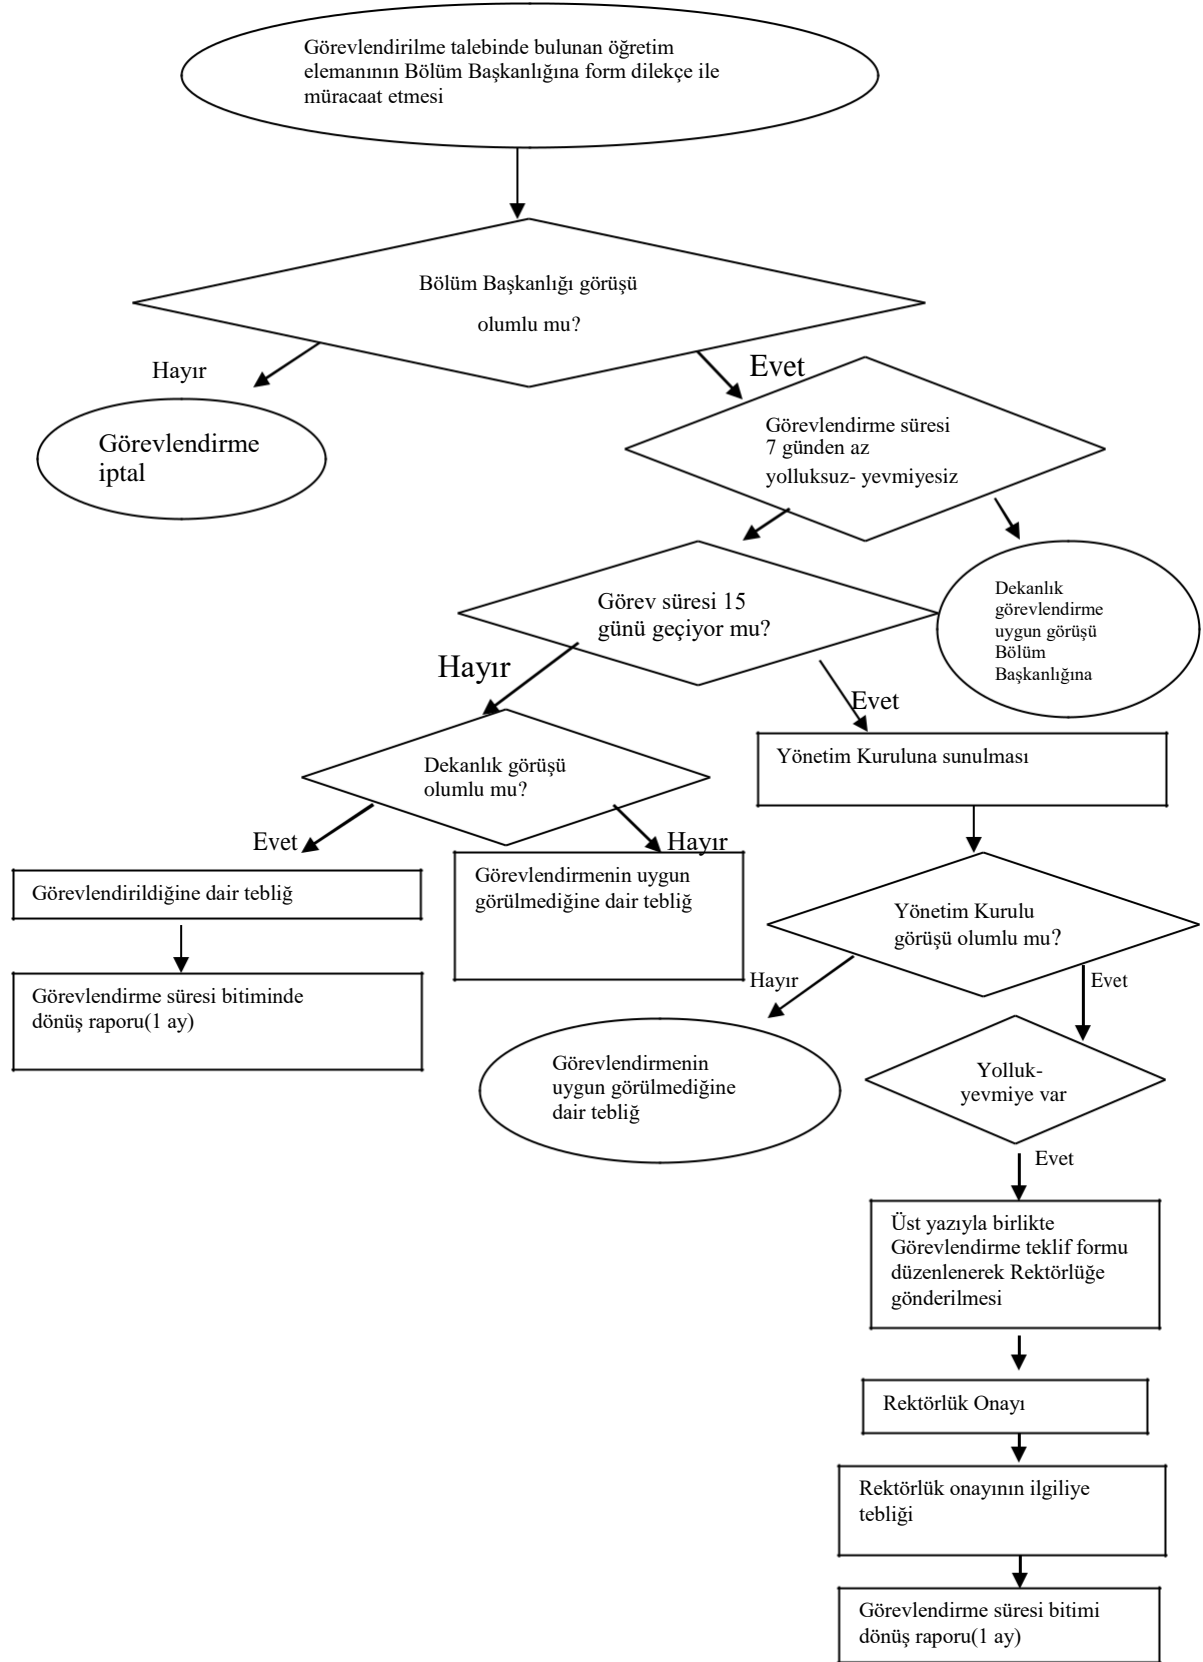 Görevlendirilme talebinde bulunan öğretim
elemanının Bölüm Başkanlığına form dilekçe ile
müracaat etmesi
Bölüm Başkanlığı görüşü
olumlu mu?
Hayır
Evet
Görevlendirme
iptal
Görevlendirme süresi
7 günden az
yolluksuz- yevmiyesiz
Görev süresi 15
günü geçiyor mu?
Dekanlık
görevlendirme
uygun görüşü
Bölüm
Başkanlığına
Hayır
Evet
Dekanlık görüşü
olumlu mu?
Yönetim Kuruluna sunulması
Evet
Hayır
Görevlendirildiğine dair tebliğ
Görevlendirmenin uygun
görülmediğine dair tebliğ
Yönetim Kurulu
görüşü olumlu mu?
Görevlendirme süresi bitiminde
dönüş raporu(1 ay)
Hayır
Evet
Görevlendirmenin
uygun görülmediğine
dair tebliğ
Yolluk-
yevmiye var
Evet
Üst yazıyla birlikte
Görevlendirme teklif formu
düzenlenerek Rektörlüğe
gönderilmesi
Rektörlük Onayı
Rektörlük onayının ilgiliye
tebliği
Görevlendirme süresi bitimi
dönüş raporu(1 ay)